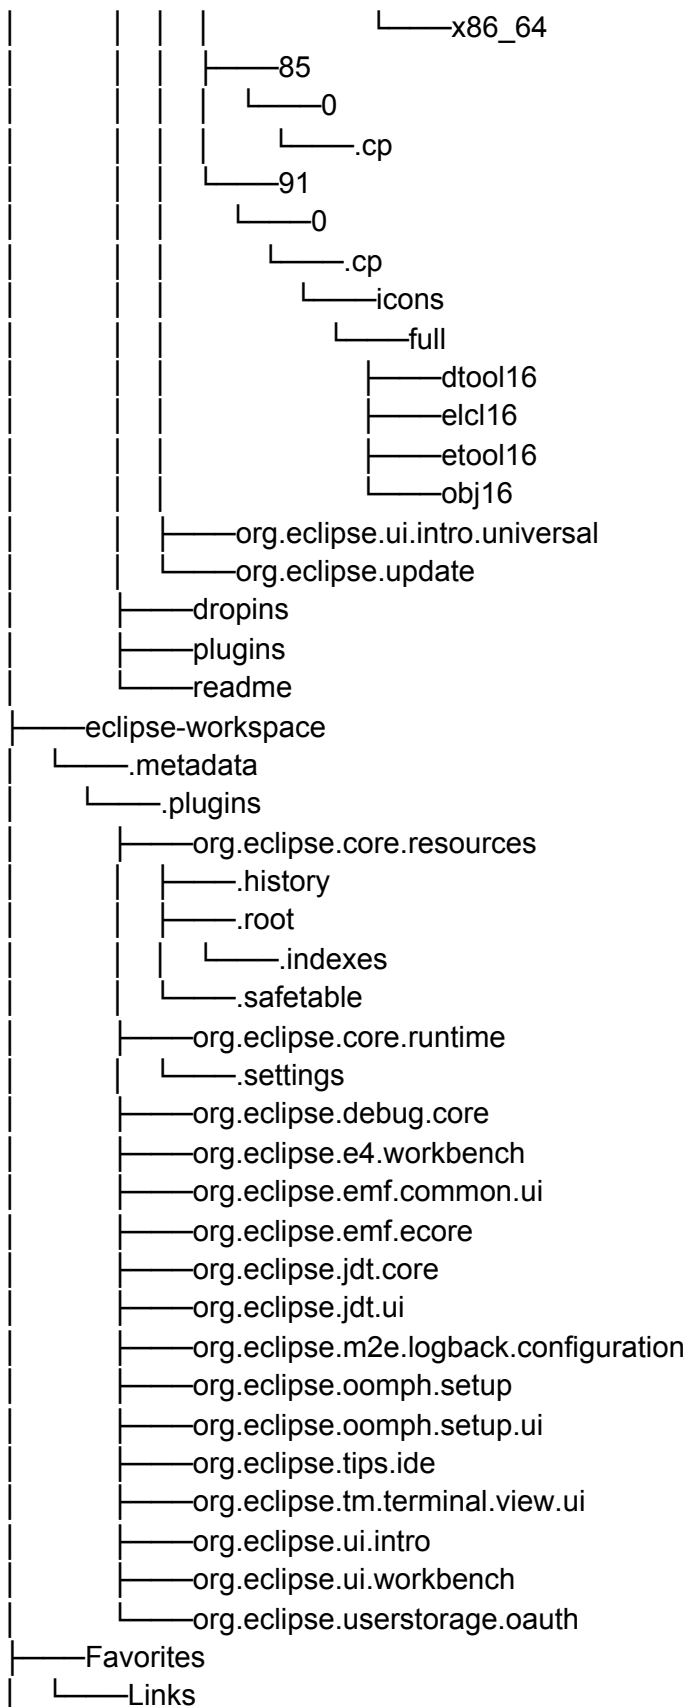 x86_64
85
0
.cp
91
0
.cp
icons
full
dtool16
elcl16
etool16
obj16
org.eclipse.ui.intro.universal
org.eclipse.update
dropins
plugins
readme
eclipse-workspace
.metadata
.plugins
org.eclipse.core.resources
.history
.root
.indexes
.safetable
org.eclipse.core.runtime
.settings
org.eclipse.debug.core
org.eclipse.e4.workbench
org.eclipse.emf.common.ui
org.eclipse.emf.ecore
org.eclipse.jdt.core
org.eclipse.jdt.ui
org.eclipse.m2e.logback.configuration
org.eclipse.oomph.setup
org.eclipse.oomph.setup.ui
org.eclipse.tips.ide
org.eclipse.tm.terminal.view.ui
org.eclipse.ui.intro
org.eclipse.ui.workbench
org.eclipse.userstorage.oauth
Favorites
Links